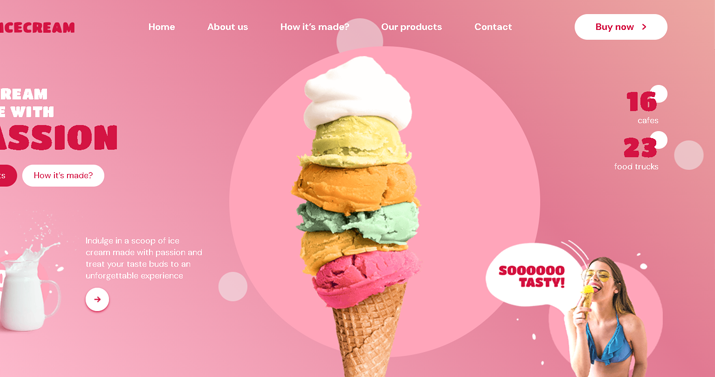 ICECREAM
Home
About us
How it's made?
Our products
Contact
Buy now
WITH
How it's made?
16
cafes
23
food trucks
Indulge in a scoop of ice
cream made with passion and
treat your taste buds to an
unforgettable experience
SOOOOOO
TASTY!